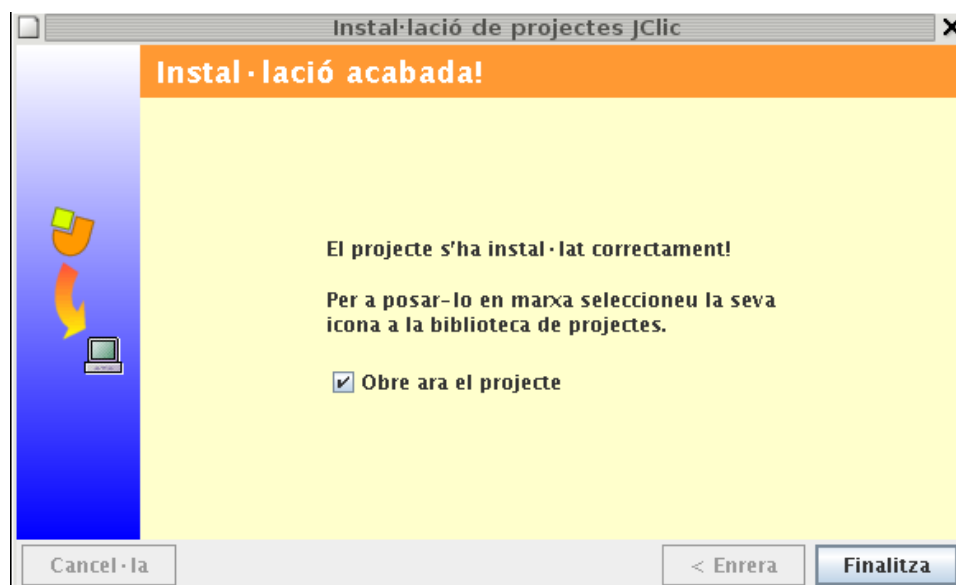 Instal·lació de projectes JClic
Instal·lació acabada!
El projecte s'ha instal·lat correctament!
Per a posar-lo en marxa seleccioneu la seva
icona a la biblioteca de projectes.
Obre ara el projecte
Cancel·la
< Enrera
Finalitza